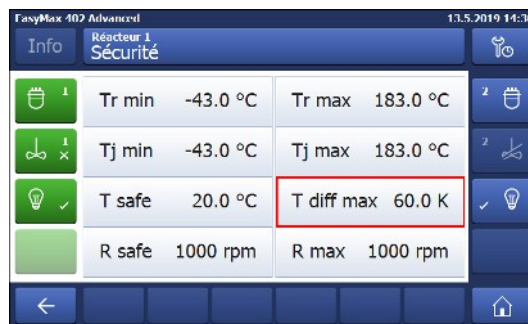 EasyMax 402 Advanced 13.5.2019 14:3
Info Réacteur 1
Sécurité
1 Tr min -43.0 °C Tr max 183.0 °C 2
1 Tj min -43.0 °C Tj max 183.0 °C 2
T safe 20.0 °C T diff max 60.0 K
R safe 1000 rpm R max 1000 rpm